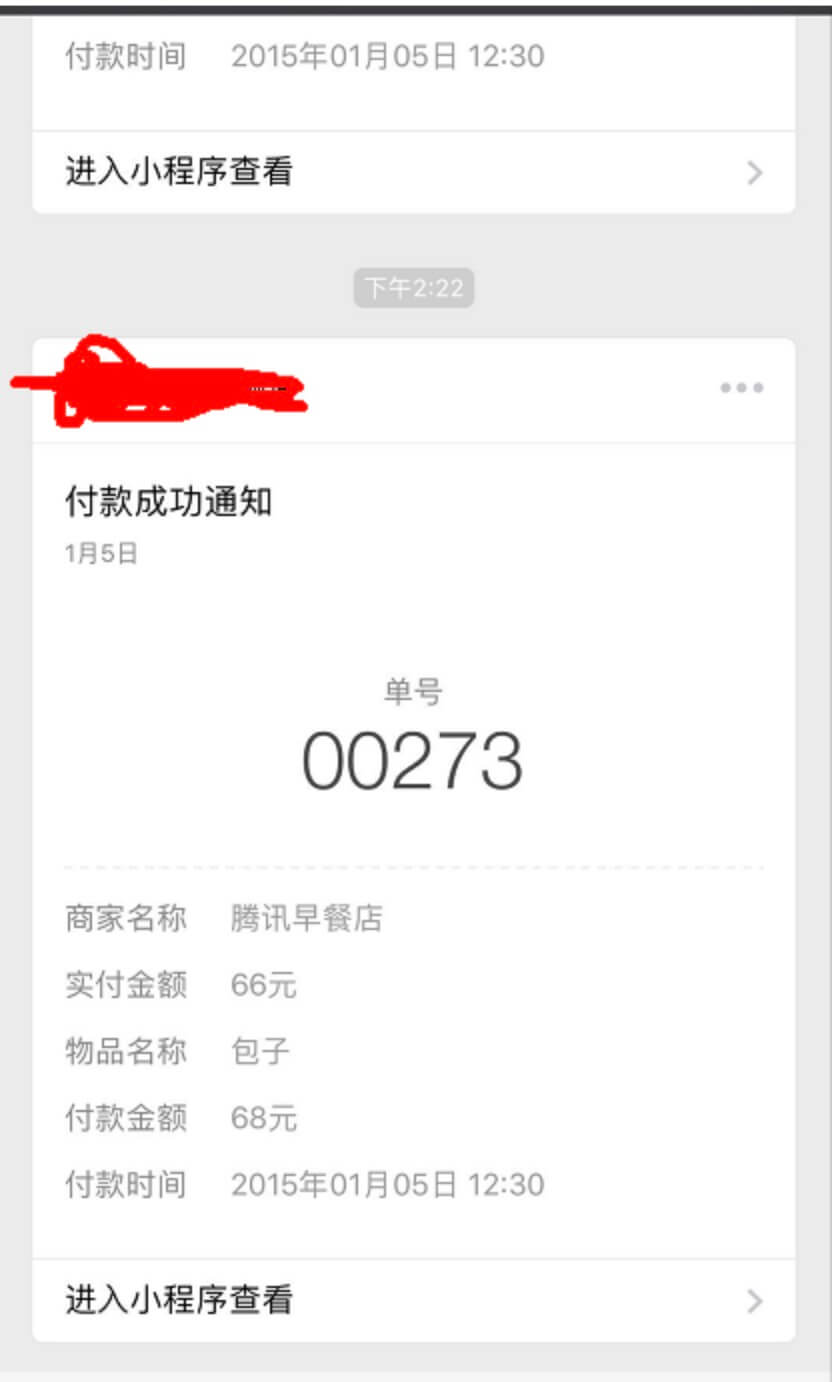 付款时间 2015年01月05日 12:30
进入小程序查看
下午2:22
付款成功通知
1月5日
单号
00273
商家名称 腾讯早餐店
实付金额 66元
物品名称 包子
付款金额 68元
付款时间 2015年01月05日 12:30
进入小程序查看